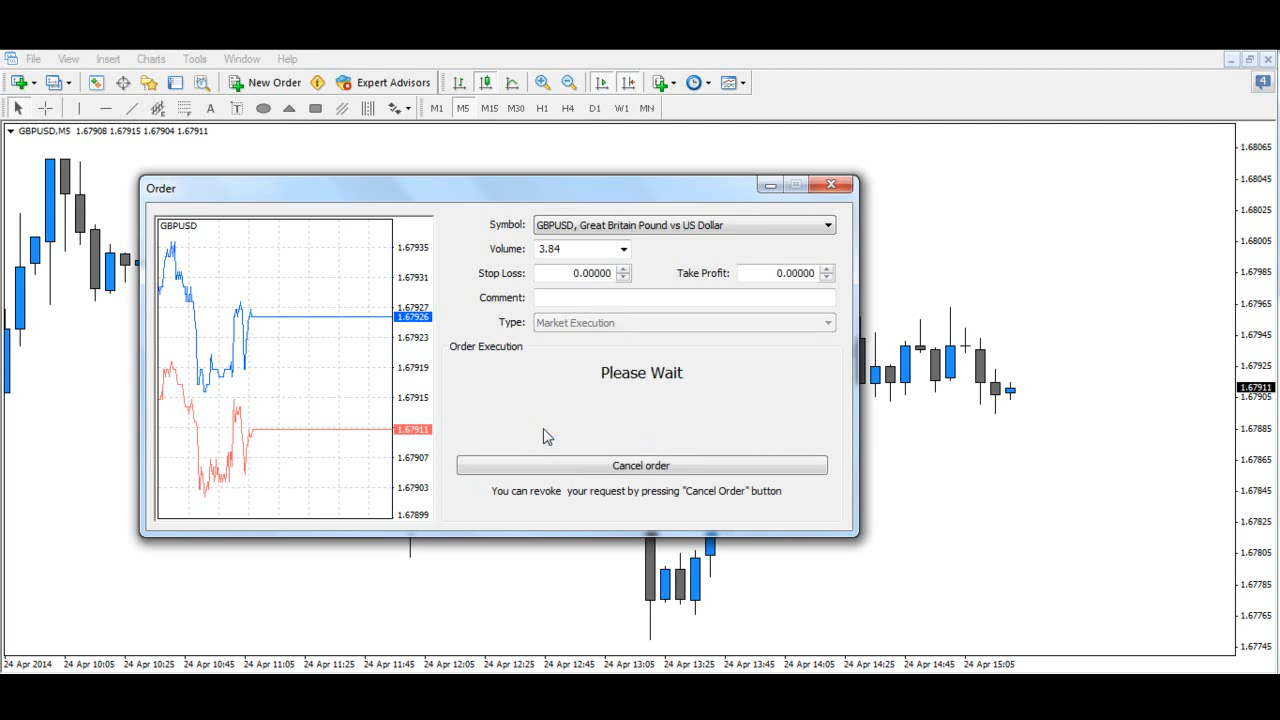 File View Insert Charts Tools Window Help
New Order Expert Advisors 4
A T M1 M5 M15 M30 H1 H4 D1 W1 MN
GBPUSD,M5 1.67908 1.67915 1.67904 1.67911
1.68065
1.68045
1.68025
1.68005
1.67985
1.67965
1.67945
1.67925
1.67911
1.67905
1.67885
1.67865
1.67845
1.67825
1.67805
1.67785
1.67765
1.67745
Order
GBPUSD
1.67935
1.67931
1.67927
1.67926
1.67923
1.67919
1.67915
1.67911
1.67907
1.67903
1.67899
Symbol: GBPUSD, Great Britain Pound vs US Dollar
Volume: 3.84
Stop Loss: 0.00000 Take Profit: 0.00000
Comment:
Type: Market Execution
Order Execution
Please Wait
Cancel order
You can revoke your request by pressing "Cancel Order" button
24 Apr 2014 24 Apr 10:05 24 Apr 10:25 24 Apr 10:45 24 Apr 11:05 24 Apr 11:25 24 Apr 11:45 24 Apr 12:05 24 Apr 12:25 24 Apr 12:45 24 Apr 13:05 24 Apr 13:25 24 Apr 13:45 24 Apr 14:05 24 Apr 14:25 24 Apr 14:45 24 Apr 15:05